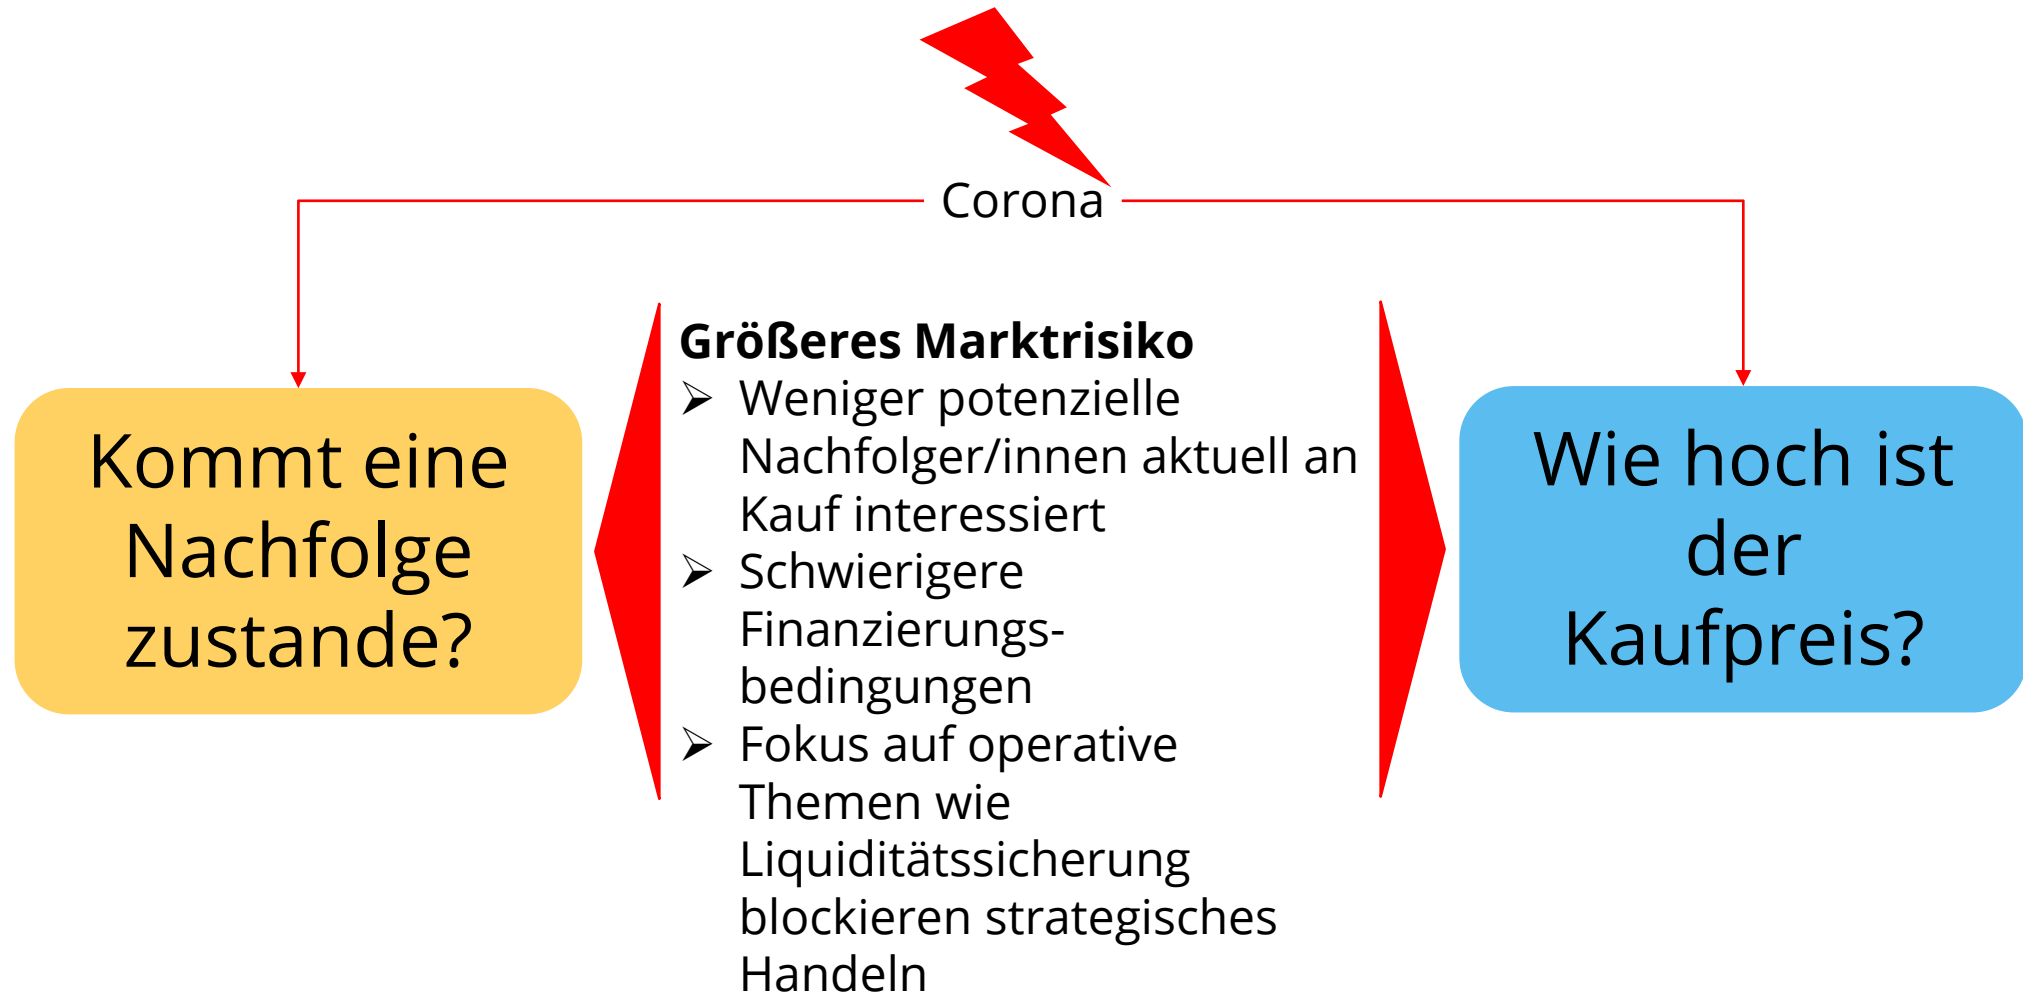 Corona
Kommt eine
Nachfolge
zustande?
Größeres Marktrisiko
Weniger potenzielle
Nachfolger/innen aktuell an
Kauf interessiert
Schwierigere
Finanzierungs-
bedingungen
Fokus auf operative
Themen wie
Liquiditätssicherung
blockieren strategisches
Handeln
Wie hoch ist
der
Kaufpreis?